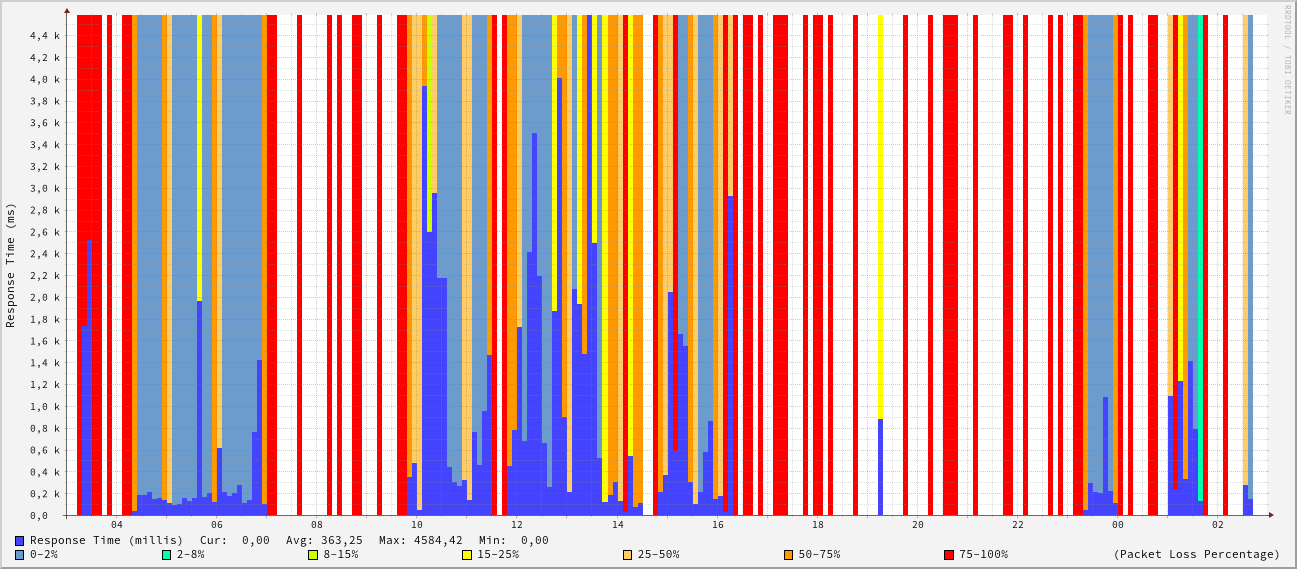 RRDTOOL / TOBI OETIKER
Response Time (ms)
4,4 k
4,2 k
4,0 k
3,8 k
3,6 k
3,4 k
3,2 k
3,0 k
2,8 k
2,6 k
2,4 k
2,2 k
2,0 k
1,8 k
1,6 k
1,4 k
1,2 k
1,0 k
0,8 k
0,6 k
0,4 k
0,2 k
0,0
04 06 08 10 12 14 16 18 20 22 00 02
Response Time (millis) Cur: 0,00 Avg: 363,25 Max: 4584,42 Min: 0,00
0-2% 2-8% 8-15% 15-25% 25-50% 50-75% 75-100% (Packet Loss Percentage)